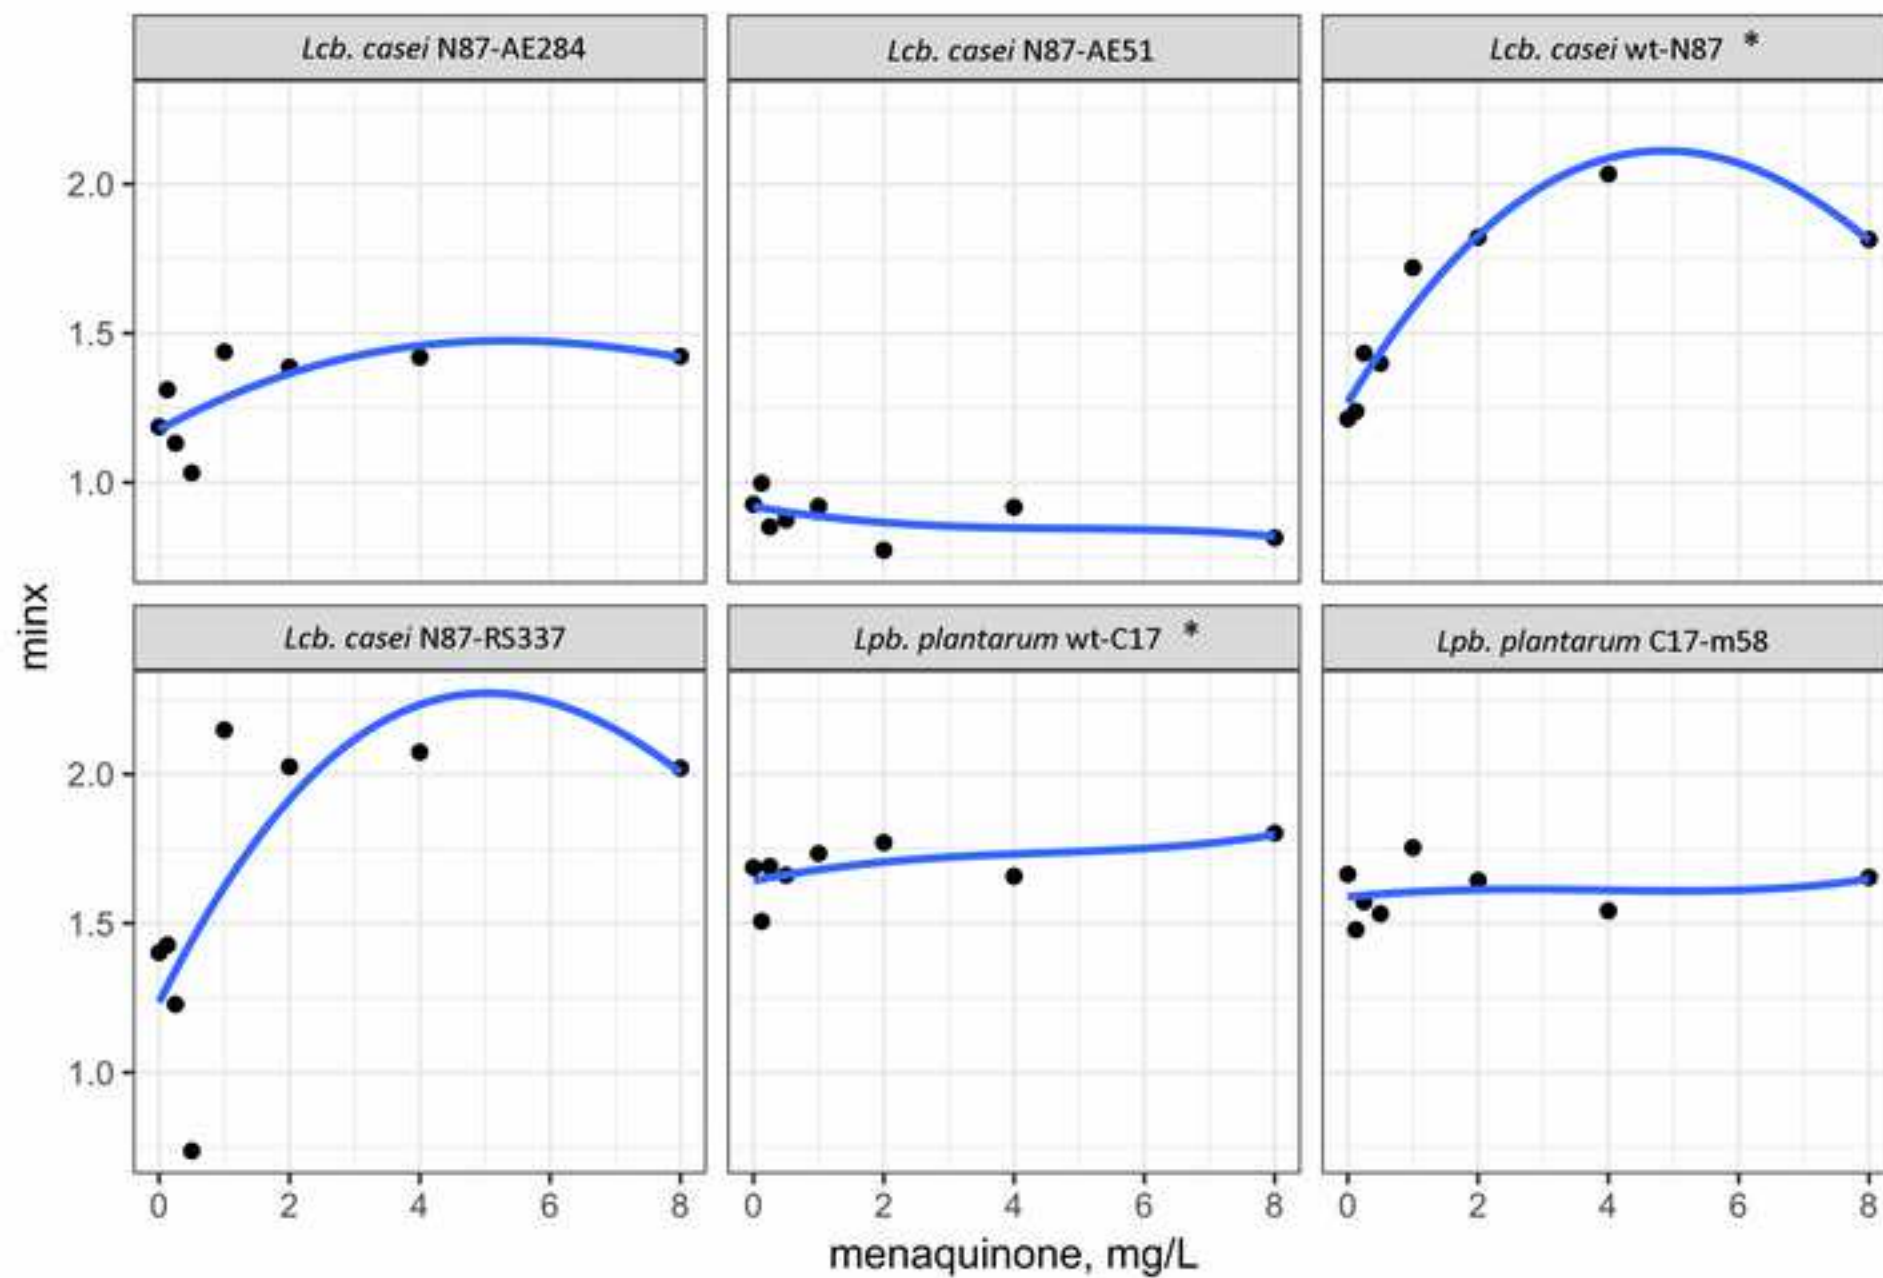 Lcb. casei N87-AE284
Lcb. casei N87-AE51
Lcb. casei wt-N87 *
2.0
1.5
1.0
minx
Lcb. casei N87-RS337
Lpb. plantarum wt-C17 *
Lpb. plantarum C17-m58
2.0
1.5
1.0
0 2 4 6 8
0 2 4 6 8
0 2 4 6 8
menaquinone, mg/L